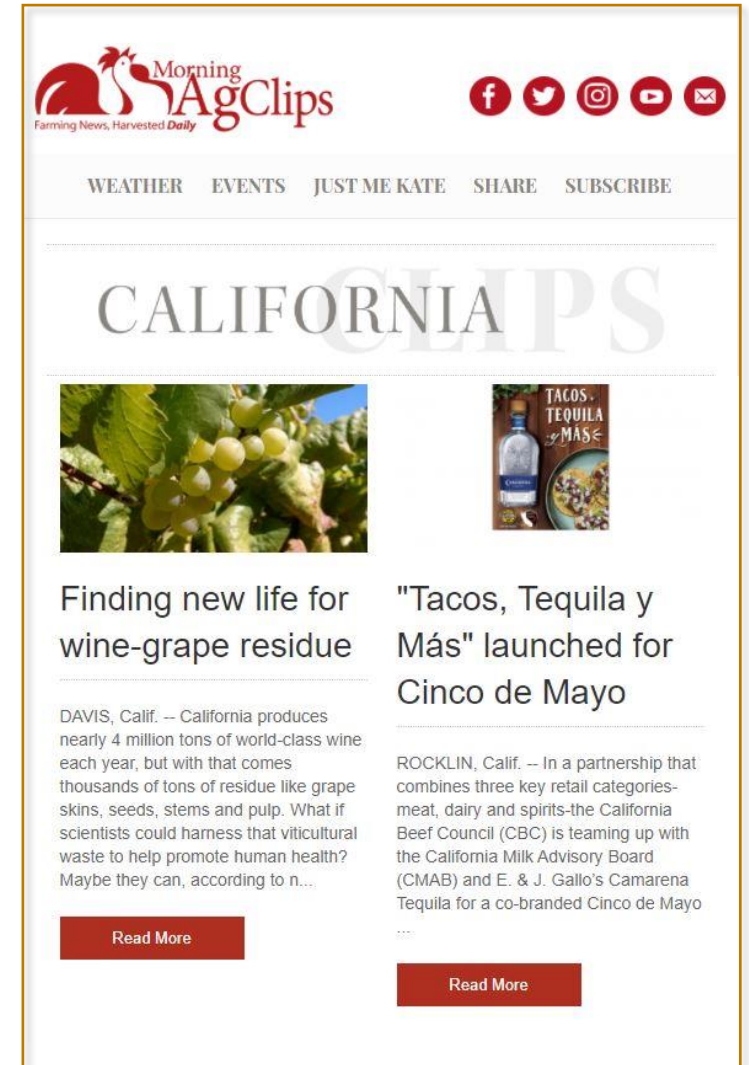 Morning
AgClips
Farming News, Harvested Daily
WEATHER EVENTS JUST ME KATE SHARE SUBSCRIBE
CALIFORNIA CLIPS
TACOS,
TEQUILA
y MÁS
Finding new life for
wine-grape residue
DAVIS, Calif. -- California produces
nearly 4 million tons of world-class wine
each year, but with that comes
thousands of tons of residue like grape
skins, seeds, stems and pulp. What if
scientists could harness that viticultural
waste to help promote human health?
Maybe they can, according to n...
Read More
"Tacos, Tequila y
Más" launched for
Cinco de Mayo
ROCKLIN, Calif. -- In a partnership that
combines three key retail categories-
meat, dairy and spirits-the California
Beef Council (CBC) is teaming up with
the California Milk Advisory Board
(CMAB) and E. & J. Gallo's Camarena
Tequila for a co-branded Cinco de Mayo
...
Read More